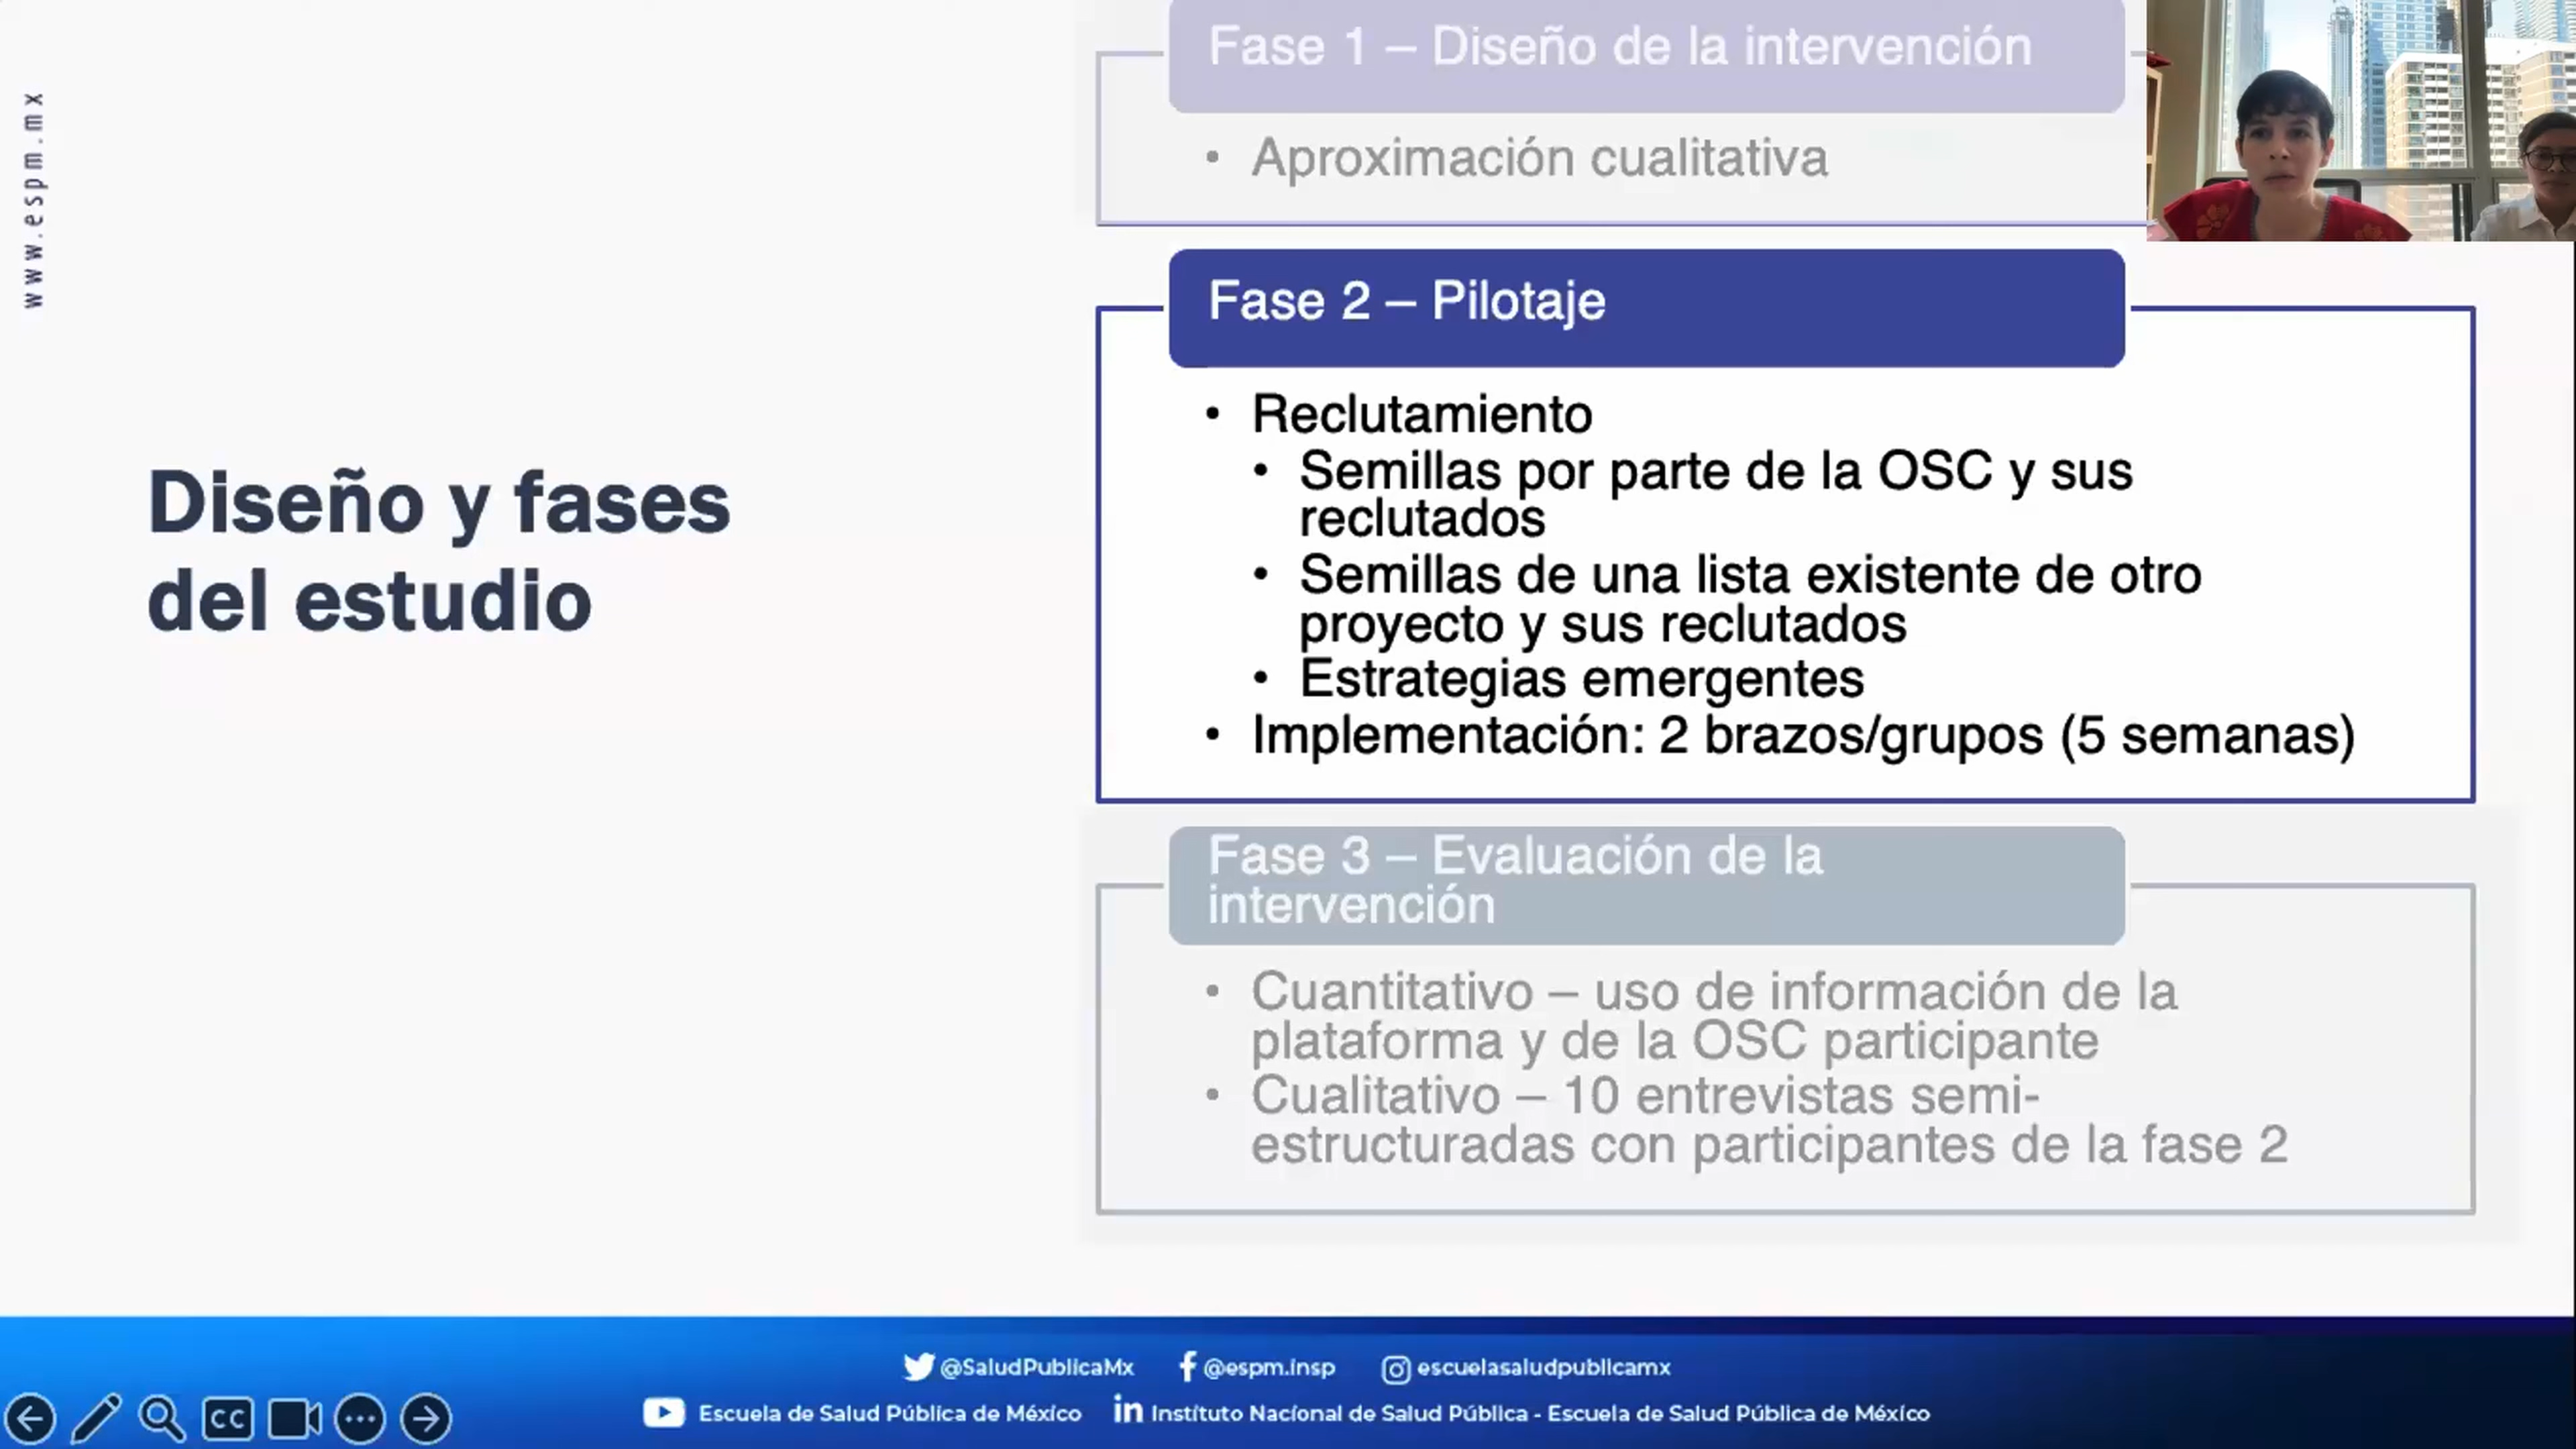 www.espm.mx
Diseño y fases
del estudio
Fase 1 – Diseño de la intervención
• Aproximación cualitativa
Fase 2 – Pilotaje
• Reclutamiento
• Semillas por parte de la OSC y sus
reclutados
• Semillas de una lista existente de otro
proyecto y sus reclutados
• Estrategias emergentes
• Implementación: 2 brazos/grupos (5 semanas)
Fase 3 – Evaluación de la
intervención
• Cuantitativo – uso de información de la
plataforma y de la OSC participante
• Cualitativo – 10 entrevistas semi-
estructuradas con participantes de la fase 2
@SaludPublicaMx @espm.insp escuelasaludpublicamx
Escuela de Salud Pública de México in Instituto Nacional de Salud Pública - Escuela de Salud Pública de México
CC